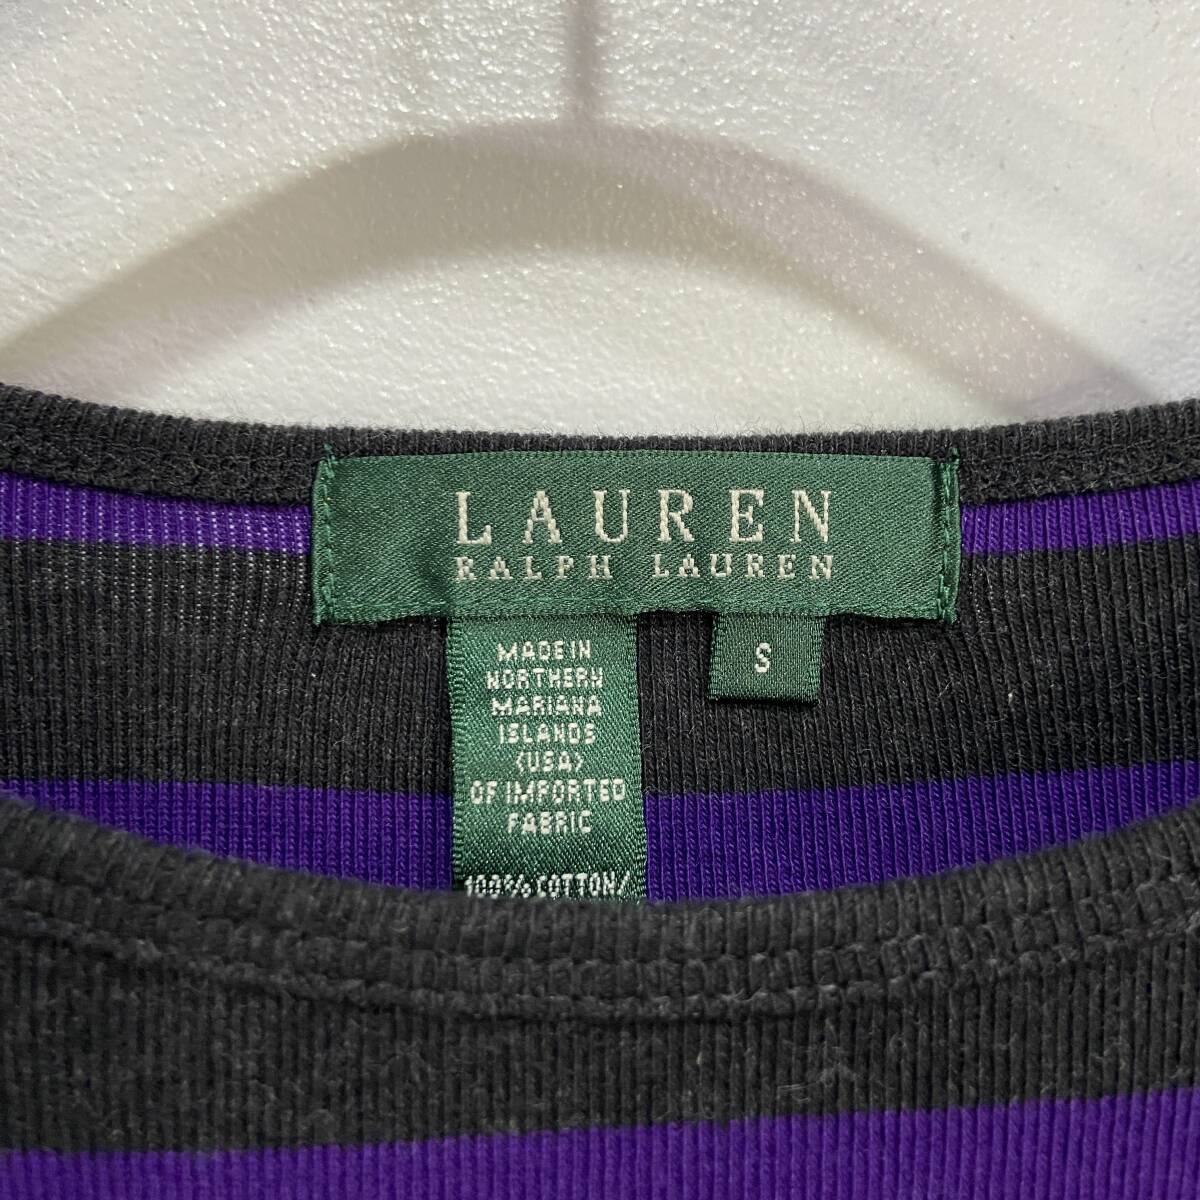 LAUREN
RALPH LAUREN
S
MADE IN
NORTHERN
MARIANA
ISLANDS
(USA)
OF IMPORTED
FABRIC
100% COTTON/